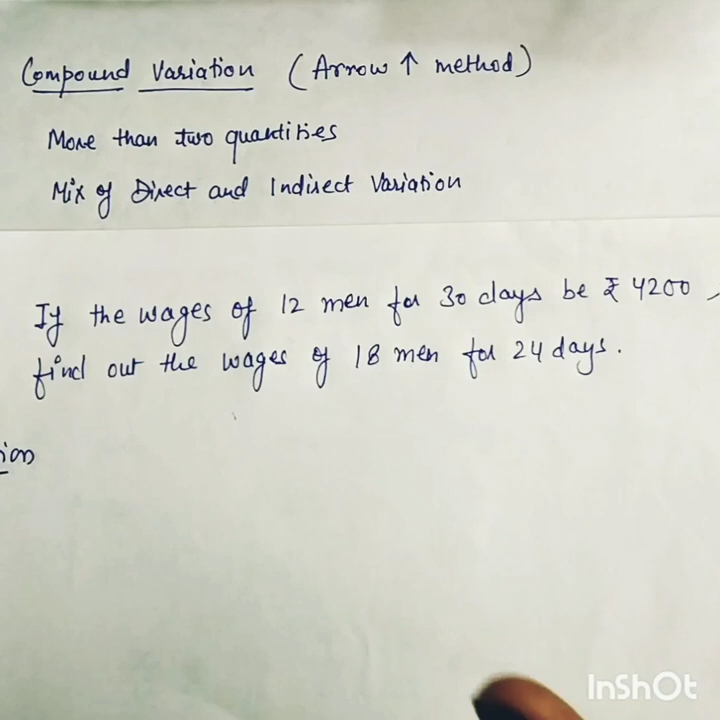 Compound Variation (Arrow ↑ method)
More than two quantities
Mix of Direct and Indirect Variation
If the wages of 12 men for 30 days be ₹ 4200,
find out the wages of 18 men for 24 days.
ion
InShOt